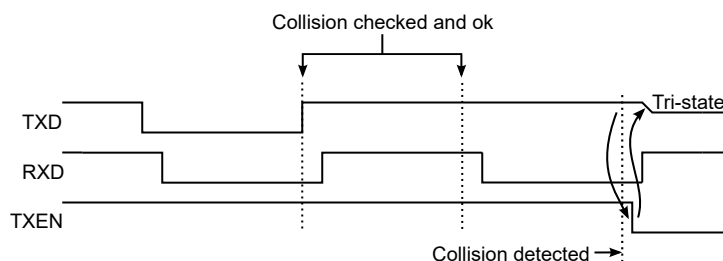 Collision checked and ok
Tri-state
TXD
RXD
TXEN
Collision detected